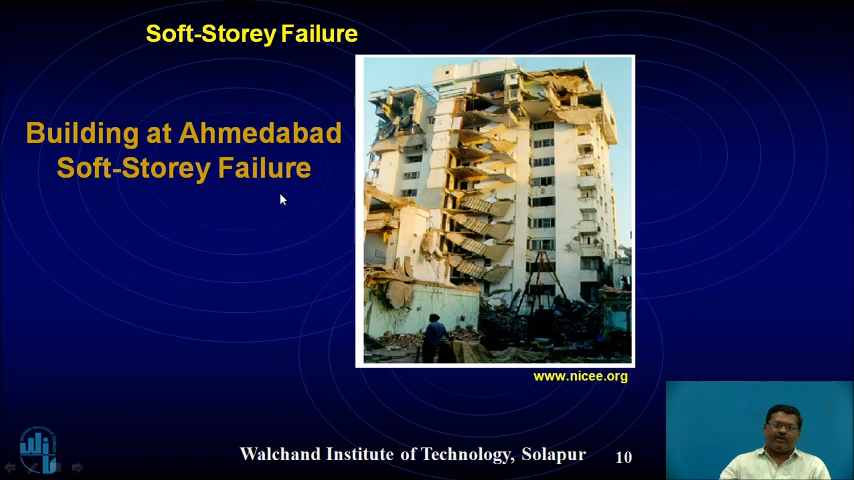 Soft-Storey Failure
Building at Ahmedabad
Soft-Storey Failure
www.nicee.org
Walchand Institute of Technology, Solapur
10